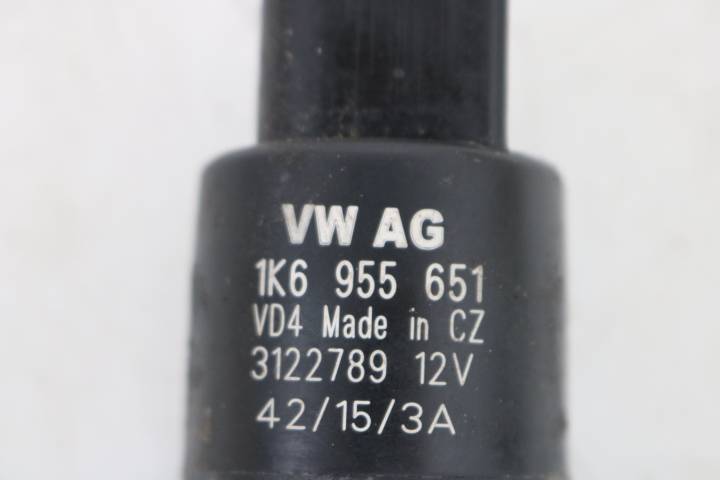 VW AG
1K6 955 651
VD4 Made in CZ
3122789 12V
42/15/3A